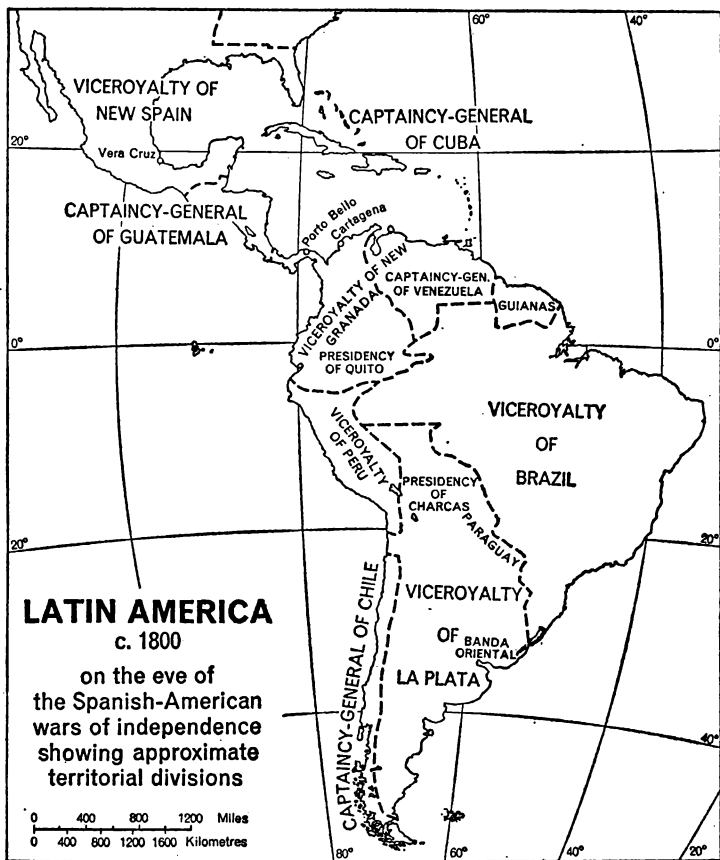 60°
40°
VICEROYALTY OF
NEW SPAIN
CAPTAINCY-GENERAL
OF CUBA
20°
Vera Cruz
CAPTAINCY-GENERAL
OF GUATEMALA
Porto Bello
Cartagena
VICEROYALTY OF NEW
GRANADA
CAPTAINCY-GEN.
OF VENEZUELA
GUIANAS
0°
0°
PRESIDENCY
OF QUITO
VICEROYALTY
OF PERU
VICEROYALTY
OF
BRAZIL
PRESIDENCY
OF
CHARCAS
PARAGUAY
20°
20°
CAPTAINCY-GENERAL OF CHILE
VICEROYALTY
OF
LA PLATA
BANDA
ORIENTAL
LATIN AMERICA
c. 1800
on the eve of
the Spanish-American
wars of independence
showing approximate
territorial divisions
40°
0 400 800 1200 Miles
0 400 800 1200 1600 Kilometres
80°
60°
40°
20°